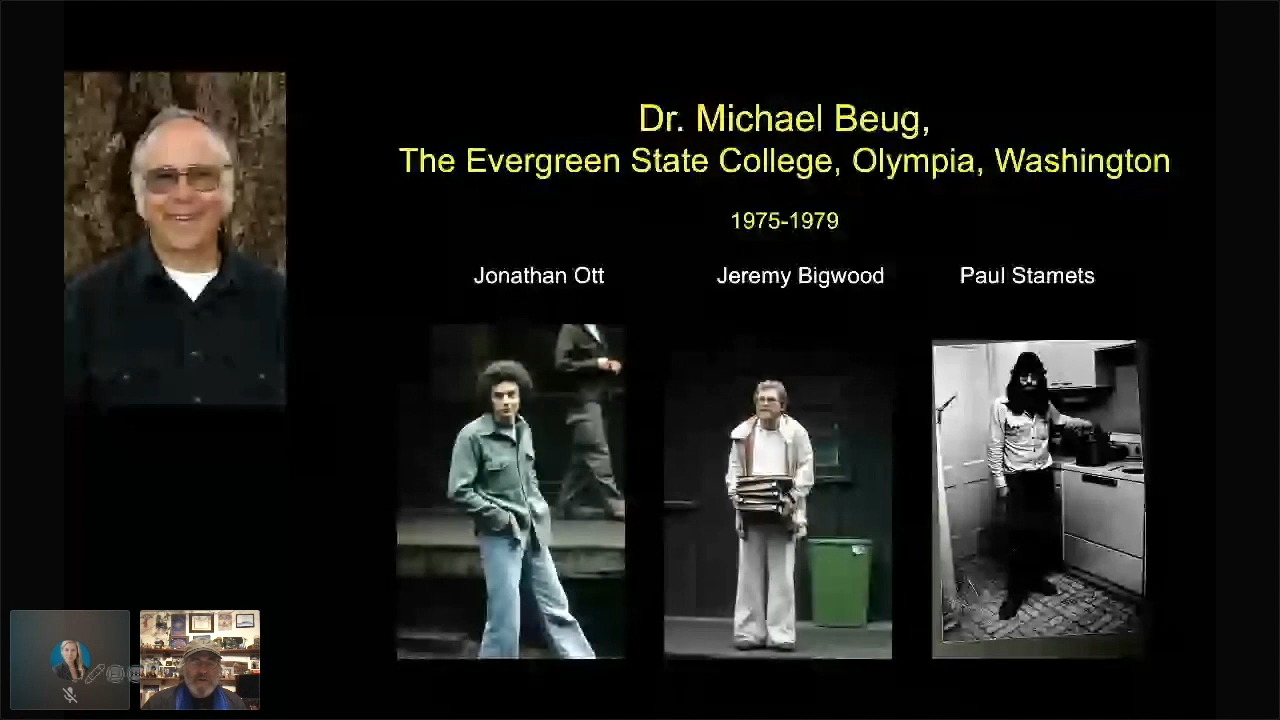 Dr. Michael Beug,
The Evergreen State College, Olympia, Washington
1975-1979
Jonathan Ott
Jeremy Bigwood
Paul Stamets